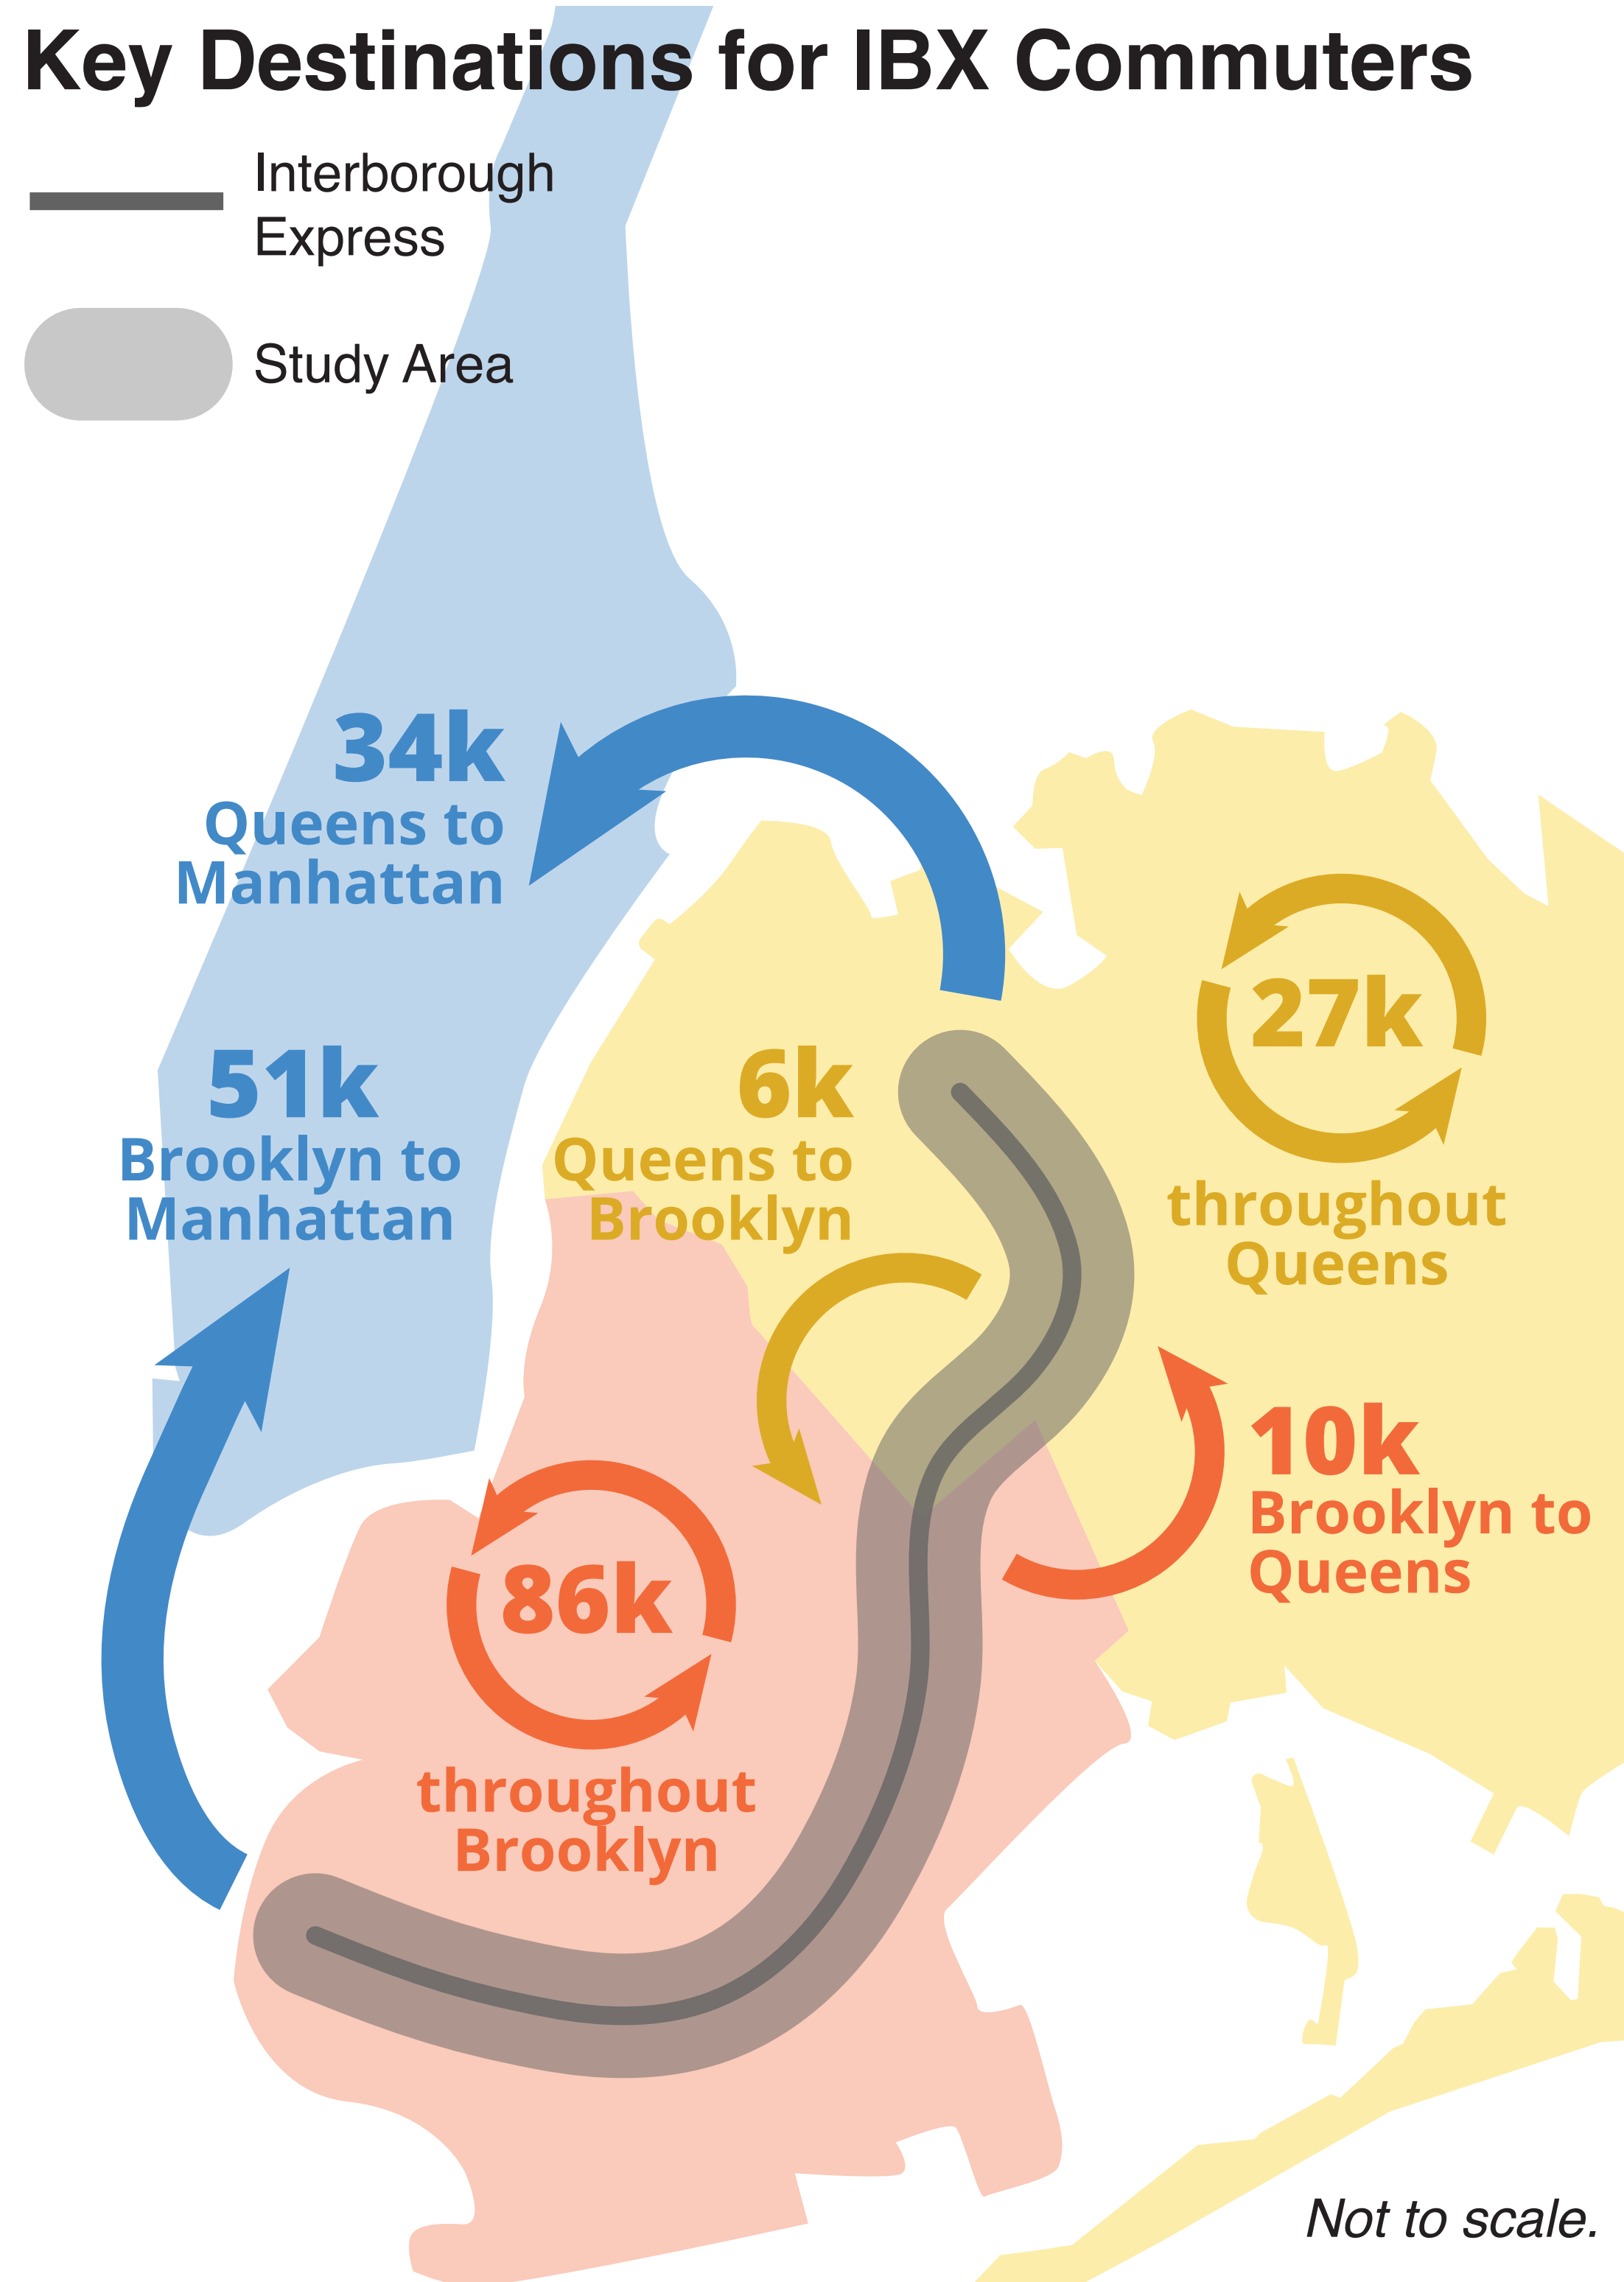 Key Destinations for IBX Commuters
Interborough
Express
Study Area
34k
Queens to
Manhattan
51k
Brooklyn to
Manhattan
6k
Queens to
Brooklyn
27k
throughout
Queens
10k
Brooklyn to
Queens
86k
throughout
Brooklyn
Not to scale.